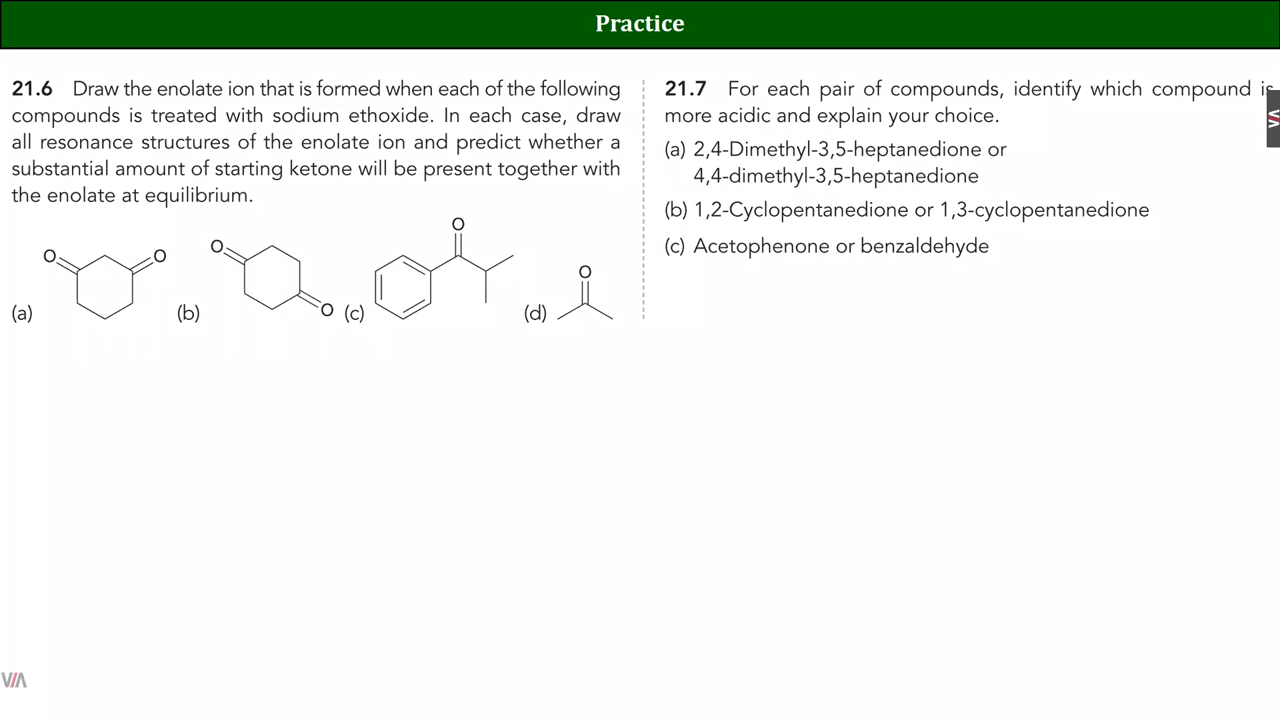 Practice
21.6 Draw the enolate ion that is formed when each of the following
compounds is treated with sodium ethoxide. In each case, draw
all resonance structures of the enolate ion and predict whether a
substantial amount of starting ketone will be present together with
the enolate at equilibrium.
O O O O O O
(a) (b) (c) (d)
21.7 For each pair of compounds, identify which compound is
more acidic and explain your choice.
(a) 2,4-Dimethyl-3,5-heptanedione or
4,4-dimethyl-3,5-heptanedione
(b) 1,2-Cyclopentanedione or 1,3-cyclopentanedione
(c) Acetophenone or benzaldehyde
VIA